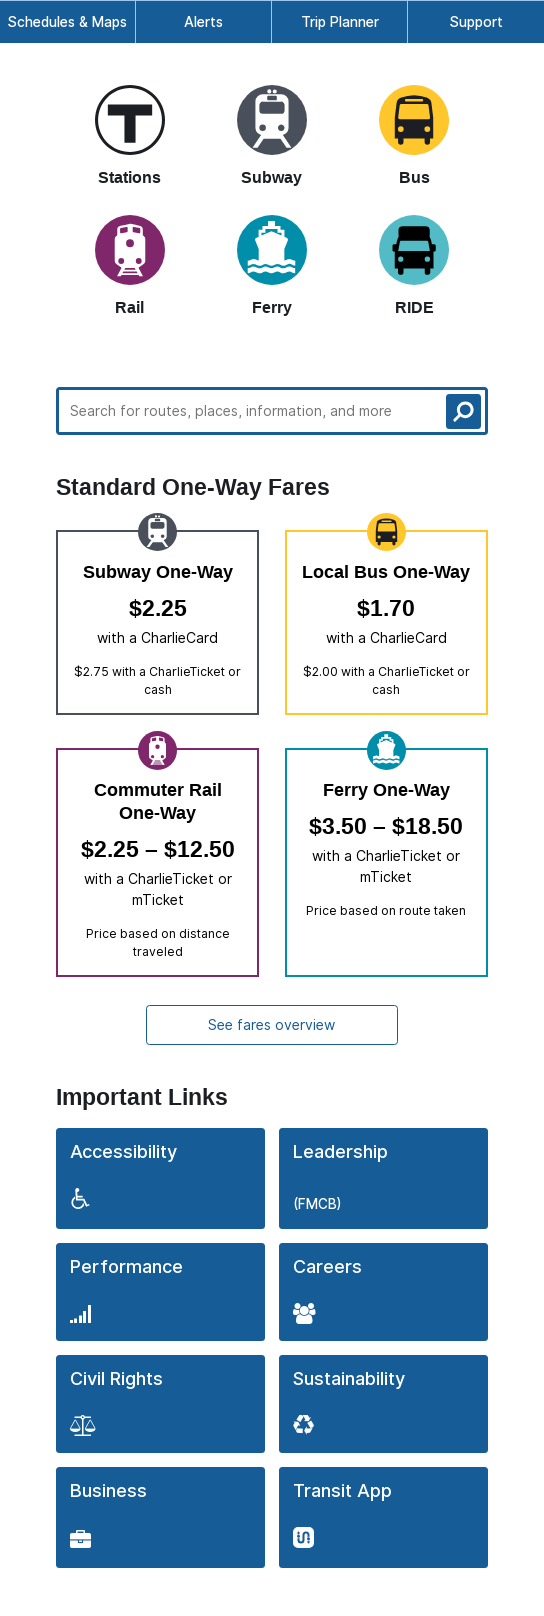 Schedules & Maps Alerts Trip Planner Support
T
Stations Subway Bus
Rail Ferry RIDE
Search for routes, places, information, and more
Standard One-Way Fares
Subway One-Way
$2.25
with a CharlieCard
$2.75 with a CharlieTicket or
cash
Local Bus One-Way
$1.70
with a CharlieCard
$2.00 with a CharlieTicket or
cash
Commuter Rail
One-Way
$2.25 – $12.50
with a CharlieTicket or
mTicket
Price based on distance
traveled
Ferry One-Way
$3.50 – $18.50
with a CharlieTicket or
mTicket
Price based on route taken
See fares overview
Important Links
Accessibility
Leadership
(FMCB)
Performance
Careers
Civil Rights
Sustainability
Business
Transit App